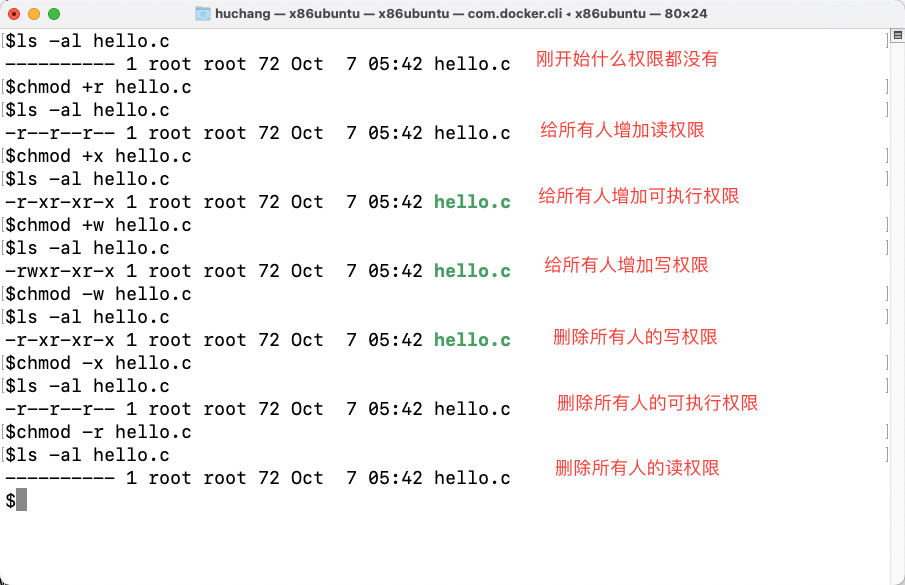 huchang — x86ubuntu — x86ubuntu — com.docker.cli ◂ x86ubuntu — 80×24
$ls -al hello.c
---------- 1 root root 72 Oct  7 05:42 hello.c 刚开始什么权限都没有
$chmod +r hello.c
$ls -al hello.c
-r--r--r-- 1 root root 72 Oct  7 05:42 hello.c 给所有人增加读权限
$chmod +x hello.c
$ls -al hello.c
-r-xr-xr-x 1 root root 72 Oct  7 05:42 hello.c 给所有人增加可执行权限
$chmod +w hello.c
$ls -al hello.c
-rwxr-xr-x 1 root root 72 Oct  7 05:42 hello.c 给所有人增加写权限
$chmod -w hello.c
$ls -al hello.c
-r-xr-xr-x 1 root root 72 Oct  7 05:42 hello.c 删除所有人的写权限
$chmod -x hello.c
$ls -al hello.c
-r--r--r-- 1 root root 72 Oct  7 05:42 hello.c 删除所有人的可执行权限
$chmod -r hello.c
$ls -al hello.c
---------- 1 root root 72 Oct  7 05:42 hello.c 删除所有人的读权限
$